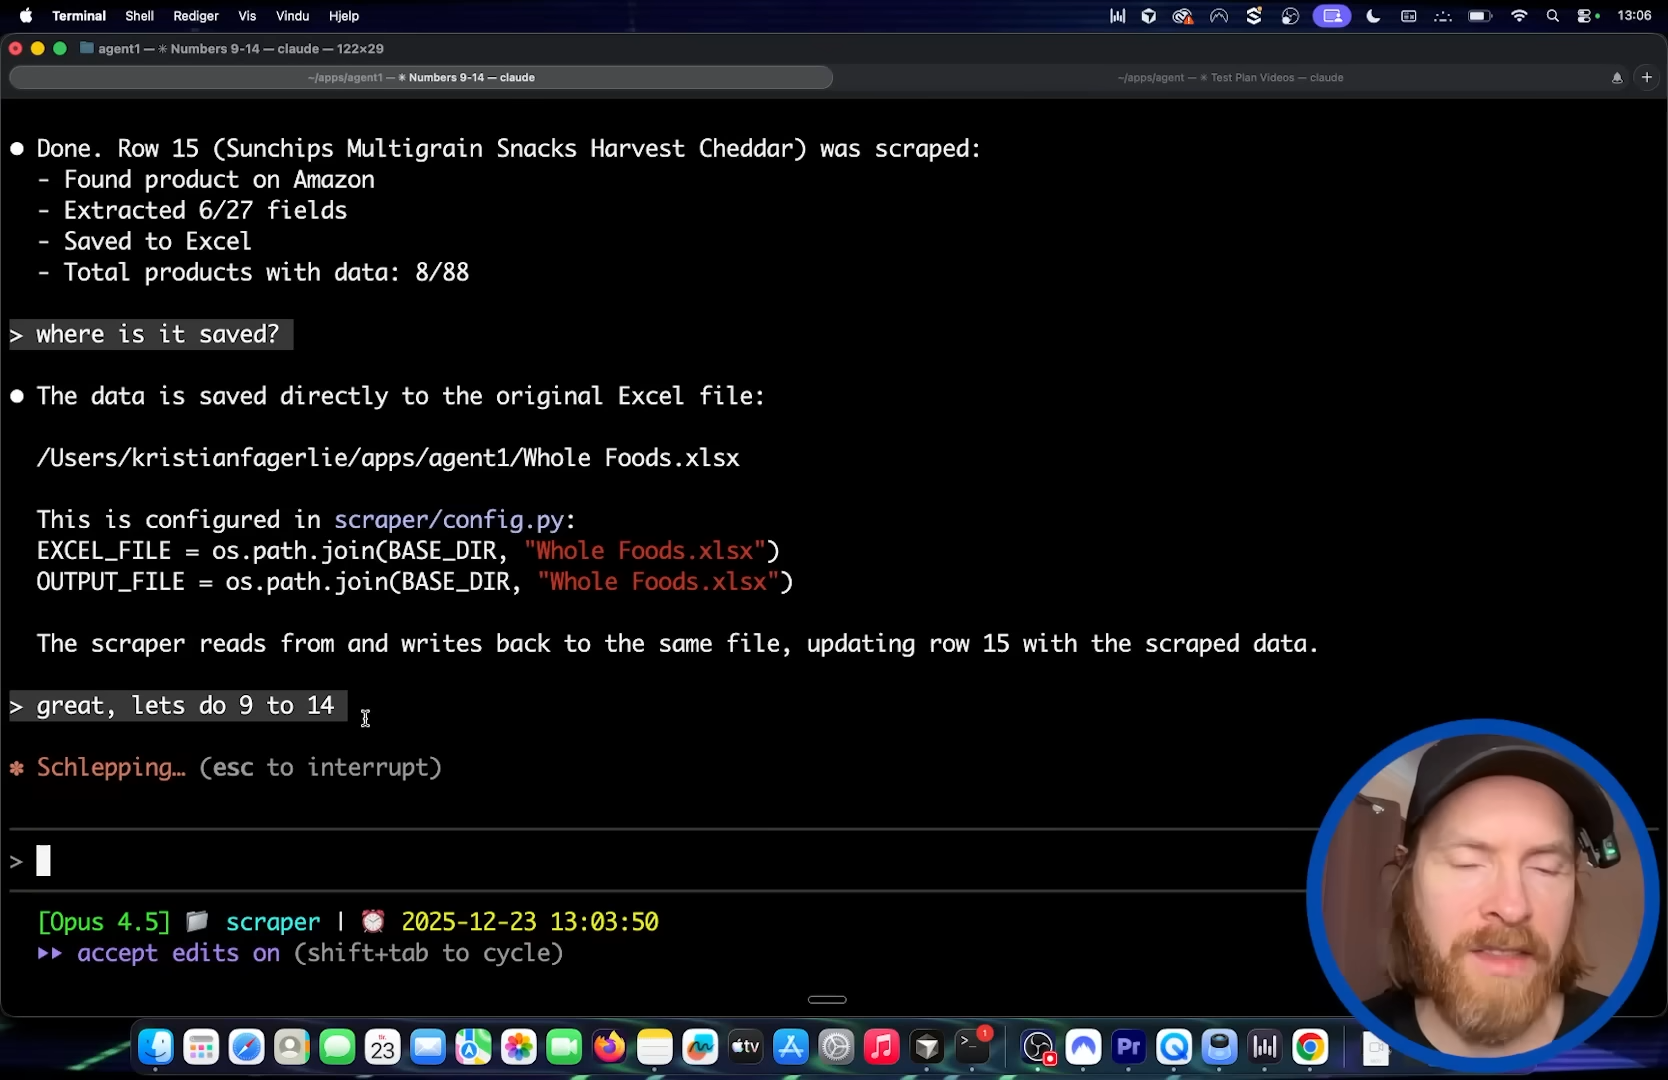 Terminal Shell Rediger Vis Vindu Hjelp 13:06
agent1 — ✳ Numbers 9-14 — claude — 122×29
~/apps/agent1 — ✳ Numbers 9-14 — claude ~/apps/agent — ✳ Test Plan Videos — claude
● Done. Row 15 (Sunchips Multigrain Snacks Harvest Cheddar) was scraped:
- Found product on Amazon
- Extracted 6/27 fields
- Saved to Excel
- Total products with data: 8/88
> where is it saved?
● The data is saved directly to the original Excel file:
/Users/kristianfagerlie/apps/agent1/Whole Foods.xlsx
This is configured in scraper/config.py:
EXCEL_FILE = os.path.join(BASE_DIR, "Whole Foods.xlsx")
OUTPUT_FILE = os.path.join(BASE_DIR, "Whole Foods.xlsx")
The scraper reads from and writes back to the same file, updating row 15 with the scraped data.
> great, lets do 9 to 14
✽ Schlepping… (esc to interrupt)
>
[Opus 4.5] scraper | 2025-12-23 13:03:50
▸▸ accept edits on (shift+tab to cycle)
23 tv 1 Pr